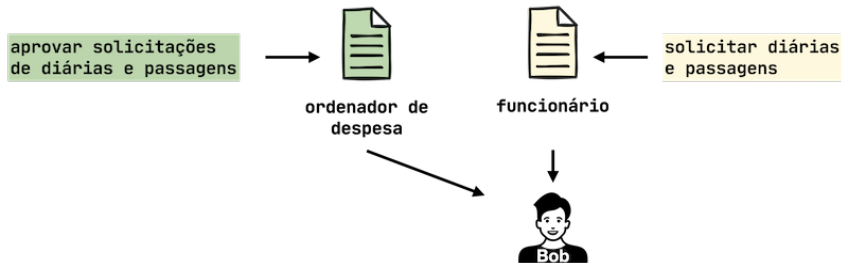 aprovar solicitações
de diárias e passagens
solicitar diárias
e passagens
ordenador de
despesa
funcionário
Bob